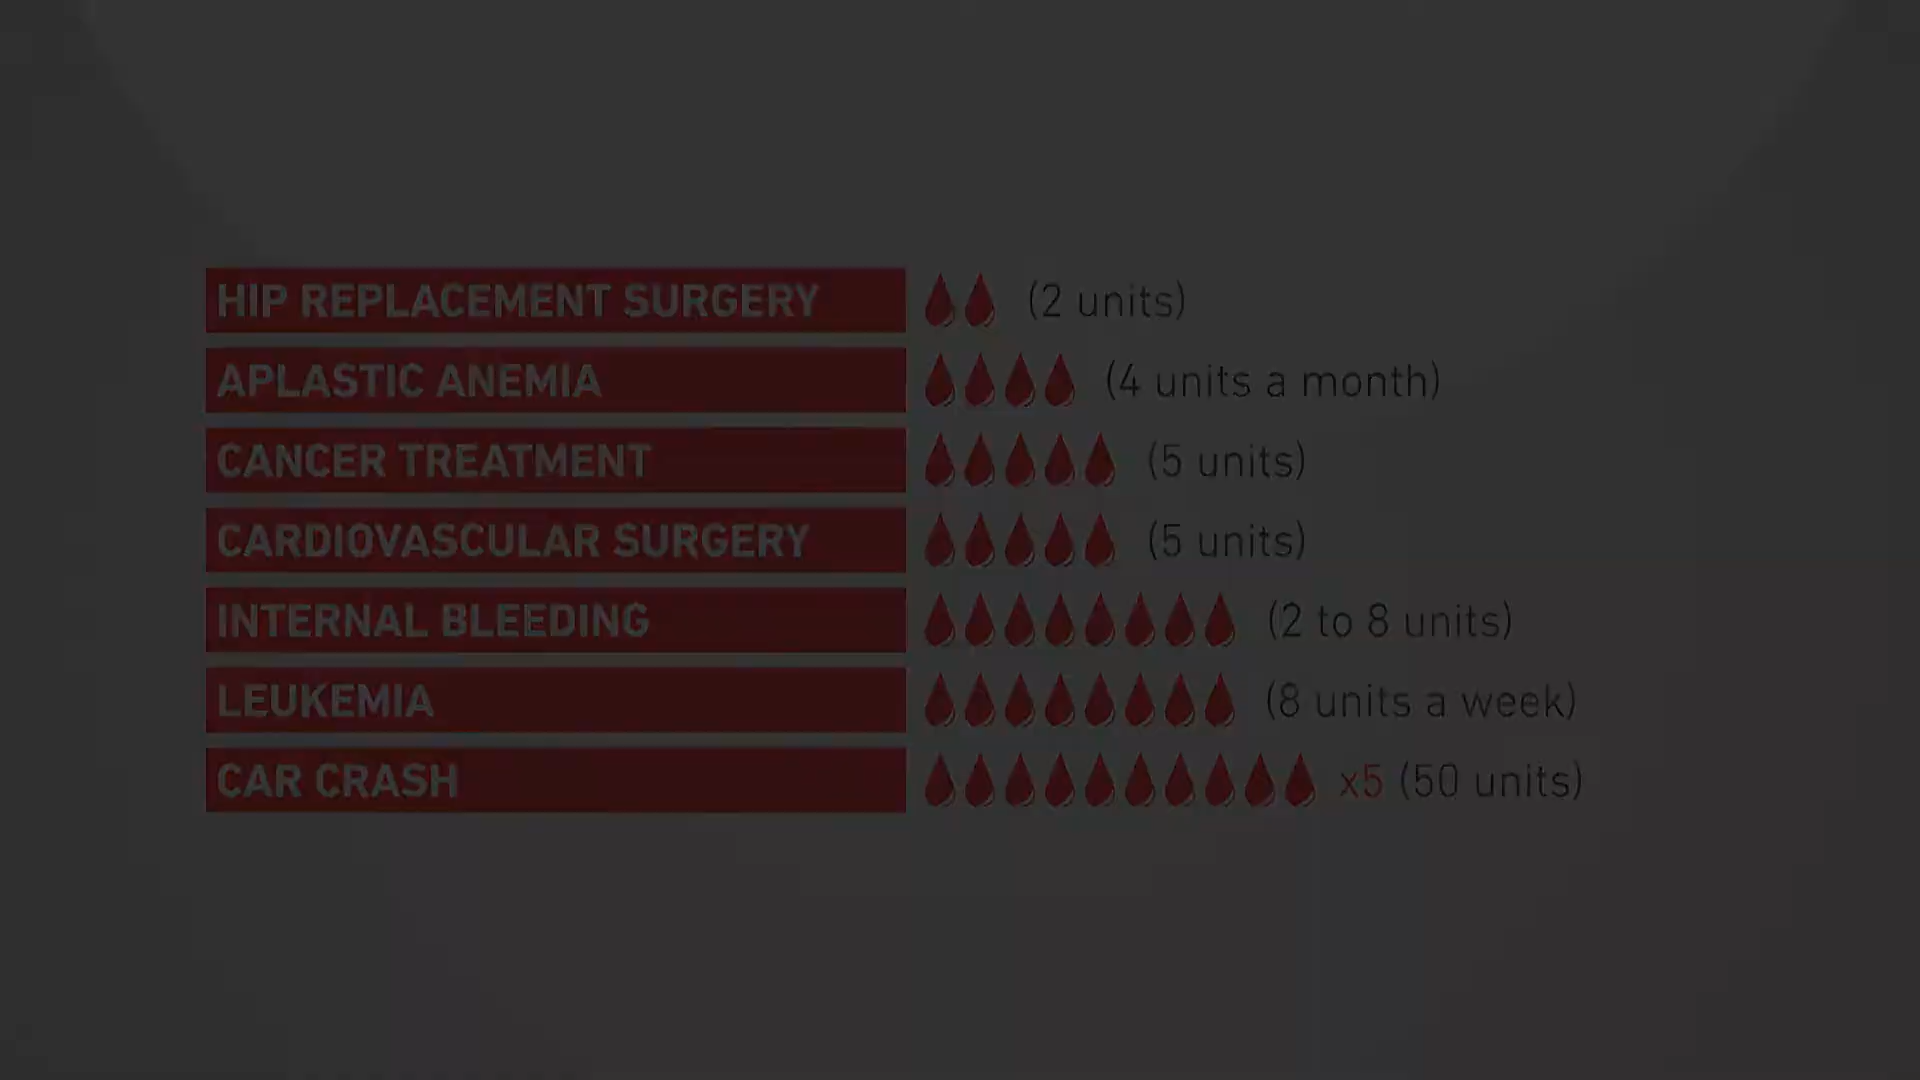 HIP REPLACEMENT SURGERY (2 units)
APLASTIC ANEMIA (4 units a month)
CANCER TREATMENT (5 units)
CARDIOVASCULAR SURGERY (5 units)
INTERNAL BLEEDING (2 to 8 units)
LEUKEMIA (8 units a week)
CAR CRASH x5 (50 units)